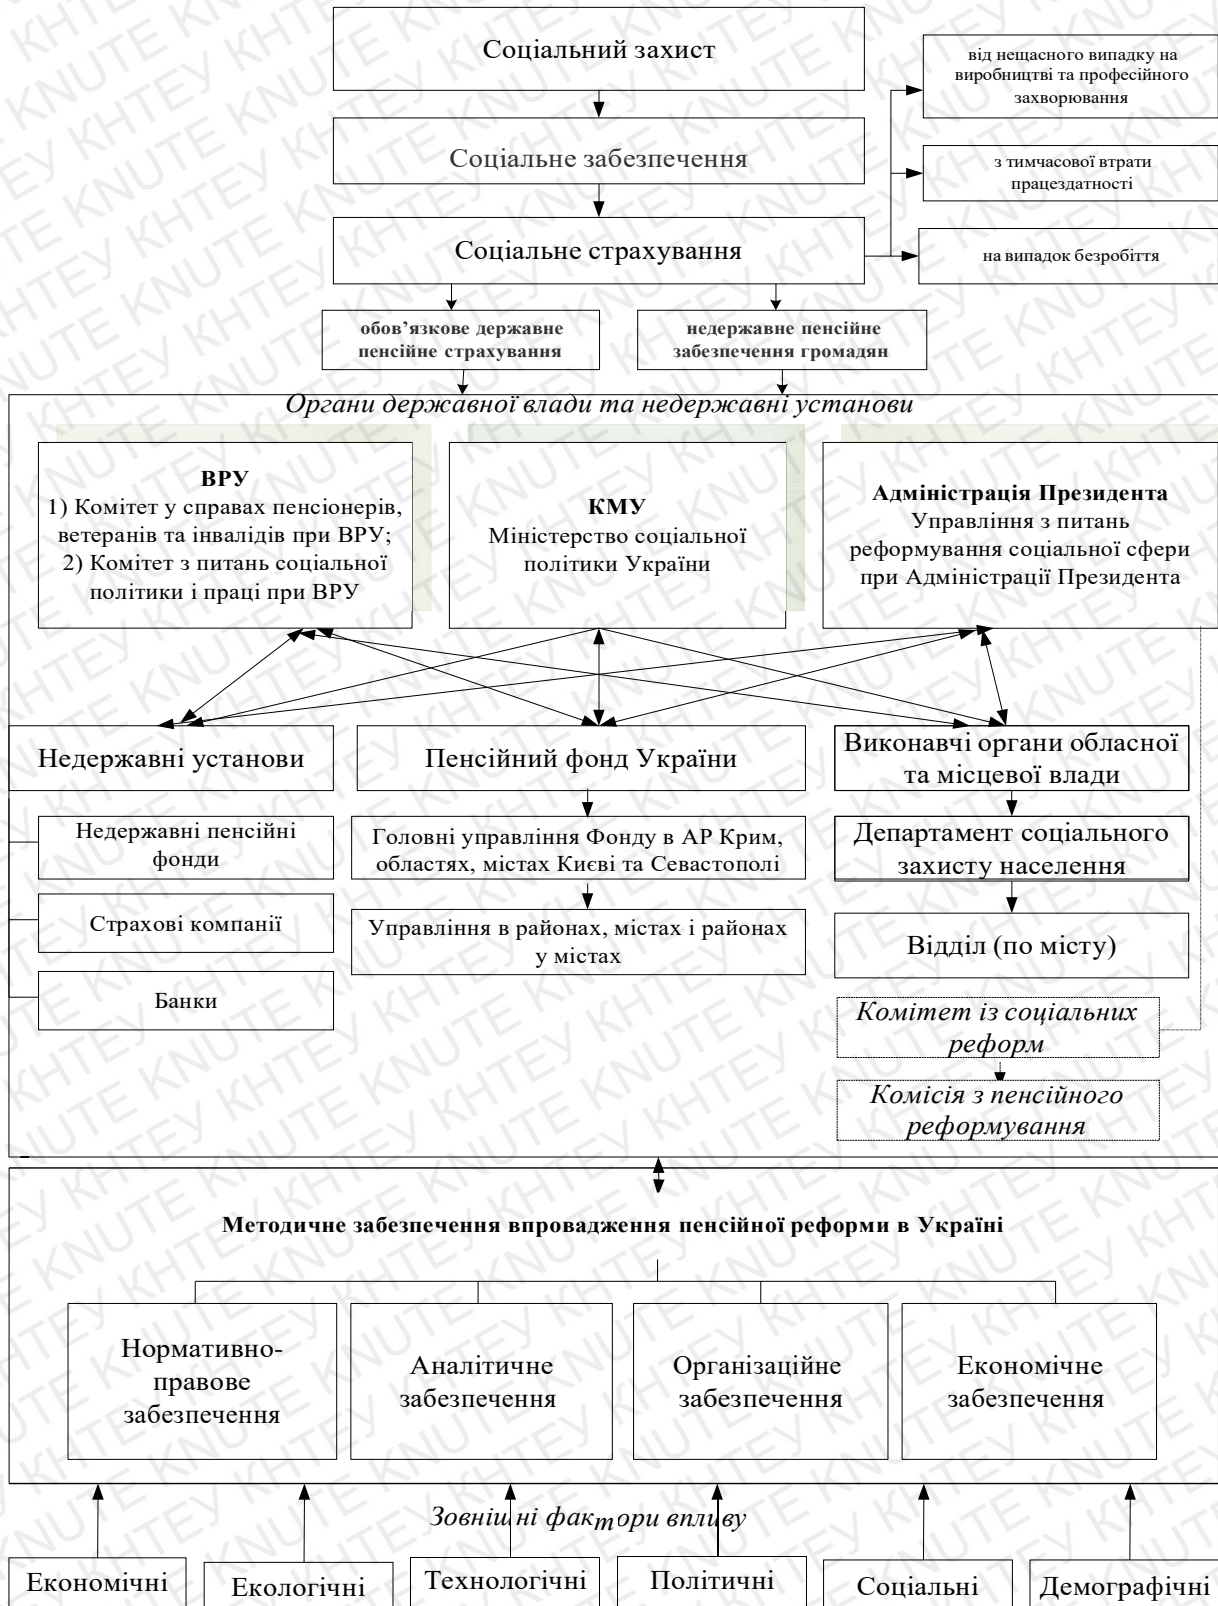 Соціальний захист
від нещасного випадку на
виробництві та професійного
захворювання
Соціальне забезпечення
з тимчасової втрати
працездатності
Соціальне страхування
на випадок безробіття
обов’язкове державне
пенсійне страхування
недержавне пенсійне
забезпечення громадян
Органи державної влади та недержавні установи
ВРУ
1) Комітет у справах пенсіонерів,
ветеранів та інвалідів при ВРУ;
2) Комітет з питань соціальної
політики і праці при ВРУ
КМУ
Міністерство соціальної
політики України
Адміністрація Президента
Управління з питань
реформування соціальної сфери
при Адміністрації Президента
Недержавні установи
Пенсійний фонд України
Виконавчі органи обласної
та місцевої влади
Недержавні пенсійні
фонди
Головні управління Фонду в АР Крим,
областях, містах Києві та Севастополі
Департамент соціального
захисту населення
Страхові компанії
Управління в районах, містах і районах
у містах
Відділ (по місту)
Банки
Комітет із соціальних
реформ
Комісія з пенсійного
реформування
Методичне забезпечення впровадження пенсійної реформи в Україні
Нормативно-
правове
забезпечення
Аналітичне
забезпечення
Організаційне
забезпечення
Економічне
забезпечення
Зовнішні фактори впливу
Економічні
Екологічні
Технологічні
Політичні
Соціальні
Демографічні